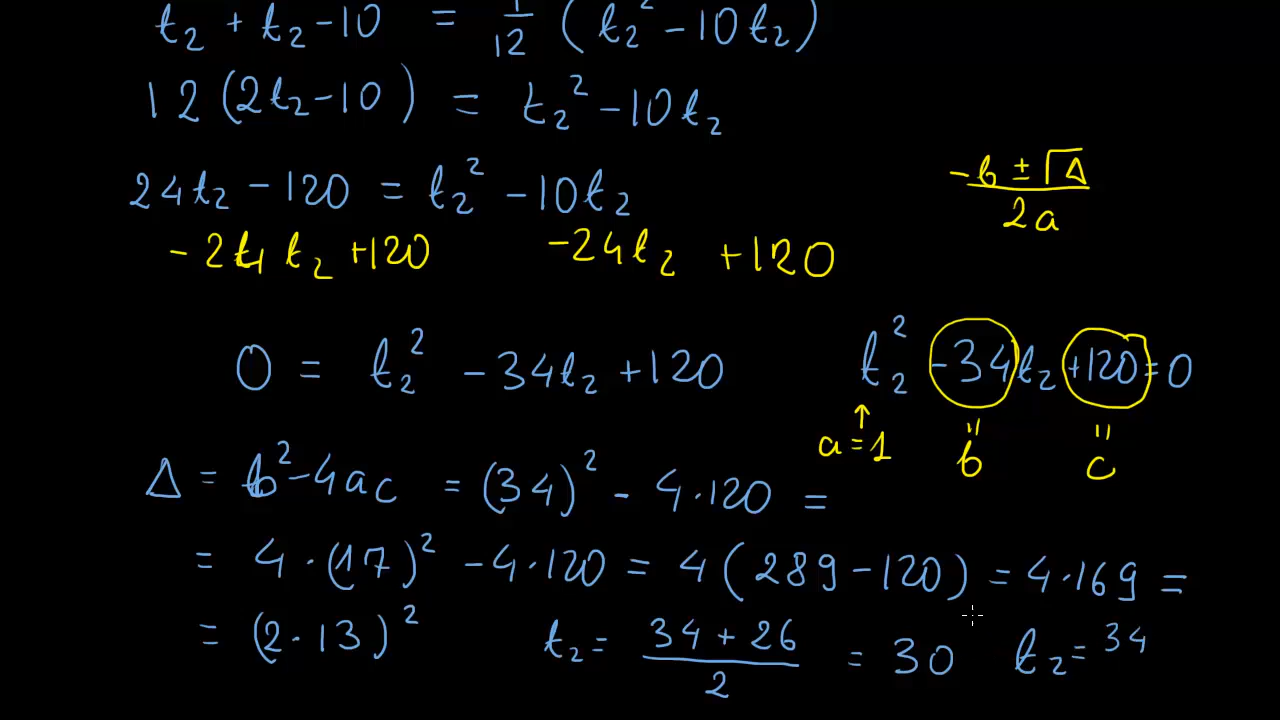 t₂ + t₂ - 10 = 1/12 (t₂² - 10t₂)
12 (2t₂ - 10) = t₂² - 10t₂
24t₂ - 120 = t₂² - 10t₂
-b ± √Δ / 2a
-24 t₂ +120 -24t₂ +120
0 = t₂² - 34t₂ + 120
t₂² - 34t₂ + 120 = 0
↑ a = 1 = b = c
Δ = b² - 4ac = (34)² - 4·120 =
= 4·(17)² - 4·120 = 4(289 - 120) = 4·169 =
= (2·13)² t₂ = 34 + 26 / 2 = 30 t₂ = 34